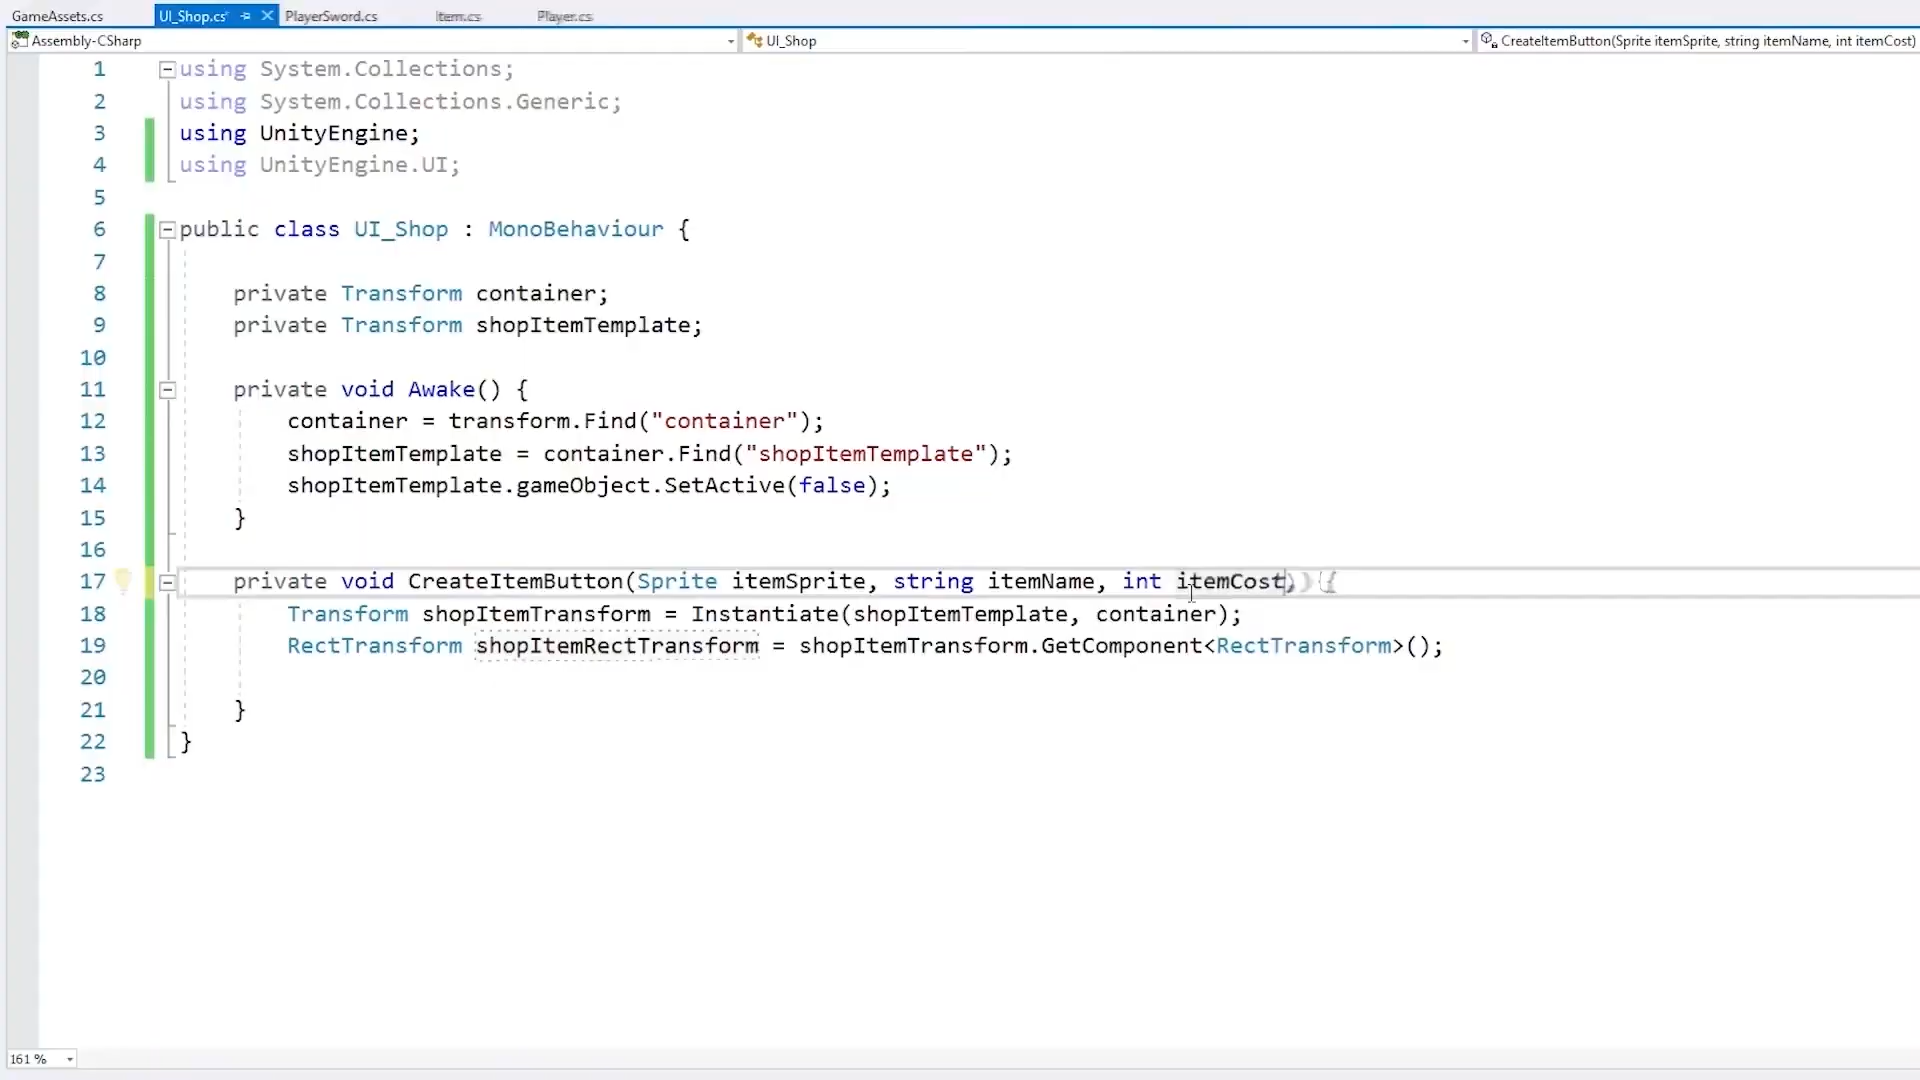 GameAssets.cs UI_Shop.cs* PlayerSword.cs Item.cs Player.cs
Assembly-CSharp UI_Shop CreateItemButton(Sprite itemSprite, string itemName, int itemCost)
1 using System.Collections;
2 using System.Collections.Generic;
3 using UnityEngine;
4 using UnityEngine.UI;
5
6 public class UI_Shop : MonoBehaviour {
7
8 private Transform container;
9 private Transform shopItemTemplate;
10
11 private void Awake() {
12 container = transform.Find("container");
13 shopItemTemplate = container.Find("shopItemTemplate");
14 shopItemTemplate.gameObject.SetActive(false);
15 }
16
17 private void CreateItemButton(Sprite itemSprite, string itemName, int itemCost) {
18 Transform shopItemTransform = Instantiate(shopItemTemplate, container);
19 RectTransform shopItemRectTransform = shopItemTransform.GetComponent<RectTransform>();
20
21 }
22 }
23
161 %